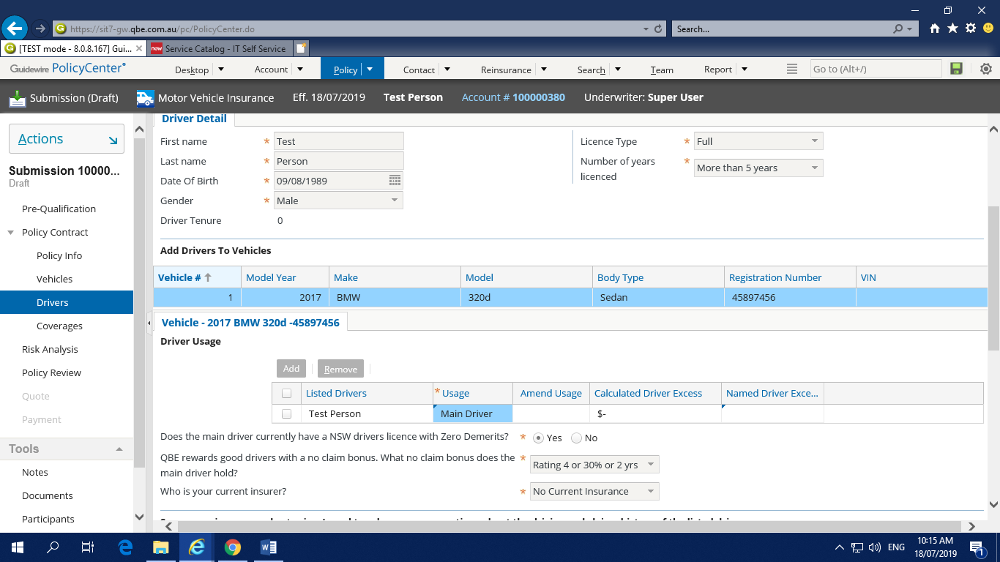 https://sit7-gw.qbe.com.au/pc/PolicyCenter.do
Search...
[TEST mode - 8.0.8.167] Gui...
now Service Catalog - IT Self Service
Guidewire PolicyCenter
Desktop
Account
Policy
Contact
Reinsurance
Search
Team
Report
Go to (Alt+/)
Submission (Draft)
Motor Vehicle Insurance
Eff. 18/07/2019
Test Person
Account # 100000380
Underwriter: Super User
Actions
Submission 10000...
Draft
Pre-Qualification
Policy Contract
Policy Info
Vehicles
Drivers
Coverages
Risk Analysis
Policy Review
Quote
Payment
Tools
Notes
Documents
Participants
Driver Detail
First name * Test
Last name * Person
Date Of Birth * 09/08/1989
Gender * Male
Driver Tenure 0
Licence Type * Full
Number of years licenced * More than 5 years
Add Drivers To Vehicles
Vehicle # Model Year Make Model Body Type Registration Number VIN
1 2017 BMW 320d Sedan 45897456
Vehicle - 2017 BMW 320d -45897456
Driver Usage
Add Remove
Listed Drivers * Usage Amend Usage Calculated Driver Excess Named Driver Exce...
Test Person Main Driver $-
Does the main driver currently have a NSW drivers licence with Zero Demerits? * Yes No
QBE rewards good drivers with a no claim bonus. What no claim bonus does the * Rating 4 or 30% or 2 yrs
main driver hold?
Who is your current insurer? * No Current Insurance
ENG
10:15 AM
18/07/2019
1